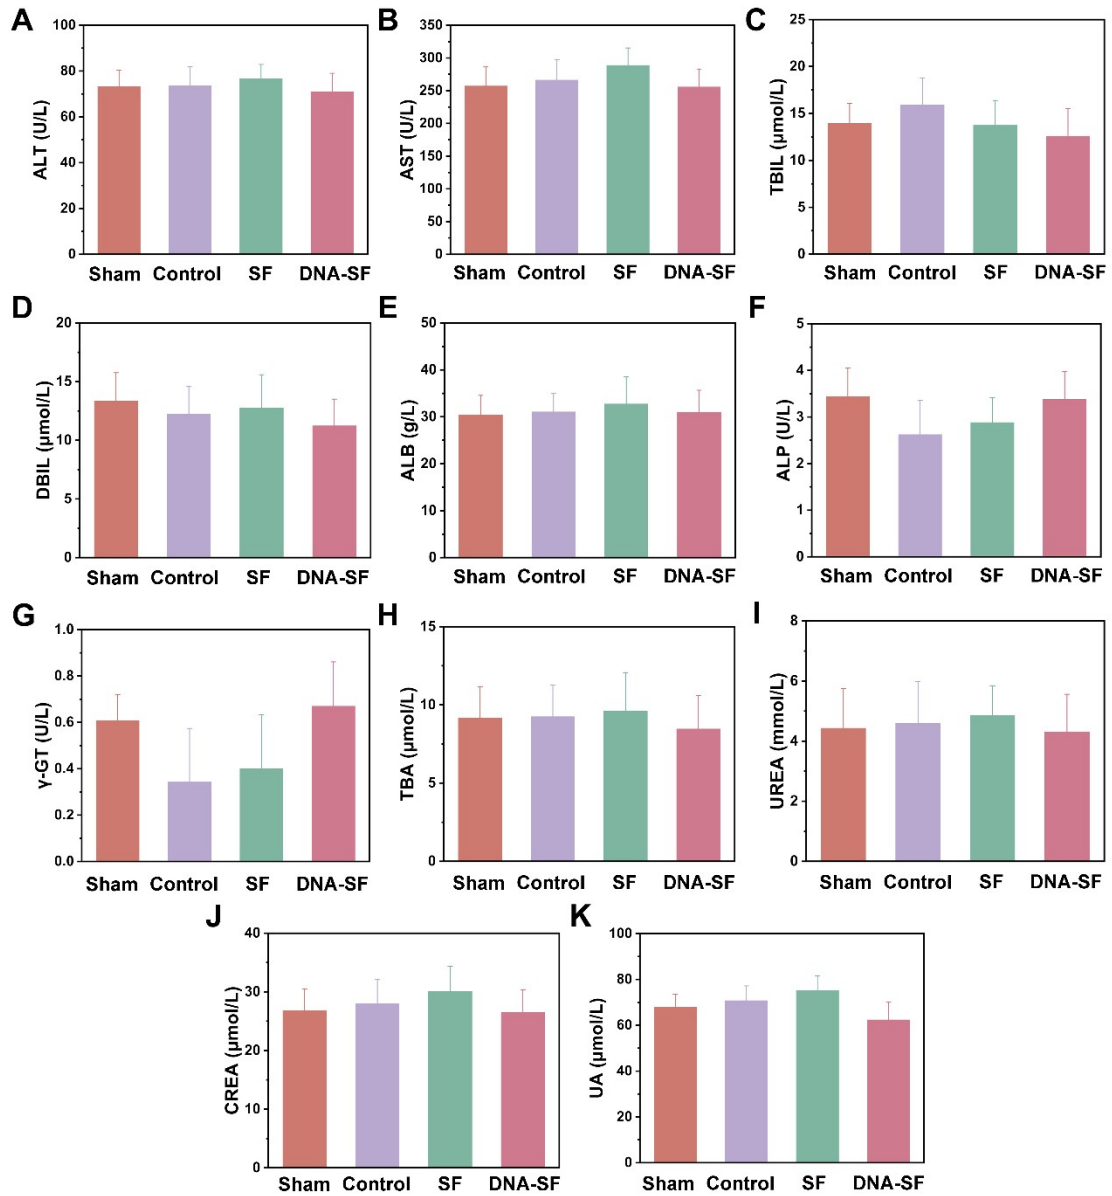 A
ALT (U/L)
100
80
60
40
20
0
Sham Control SF DNA-SF
B
AST (U/L)
350
300
250
200
150
100
50
0
Sham Control SF DNA-SF
C
TBIL (μmol/L)
25
20
15
10
5
0
Sham Control SF DNA-SF
D
DBIL (μmol/L)
20
15
10
5
0
Sham Control SF DNA-SF
E
ALB (g/L)
50
40
30
20
10
0
Sham Control SF DNA-SF
F
ALP (U/L)
5
4
3
2
1
0
Sham Control SF DNA-SF
G
γ-GT (U/L)
1.0
0.8
0.6
0.4
0.2
0.0
Sham Control SF DNA-SF
H
TBA (μmol/L)
15
10
5
0
Sham Control SF DNA-SF
I
UREA (mmol/L)
8
6
4
2
0
Sham Control SF DNA-SF
J
CREA (μmol/L)
40
30
20
10
0
Sham Control SF DNA-SF
K
UA (μmol/L)
100
80
60
40
20
0
Sham Control SF DNA-SF